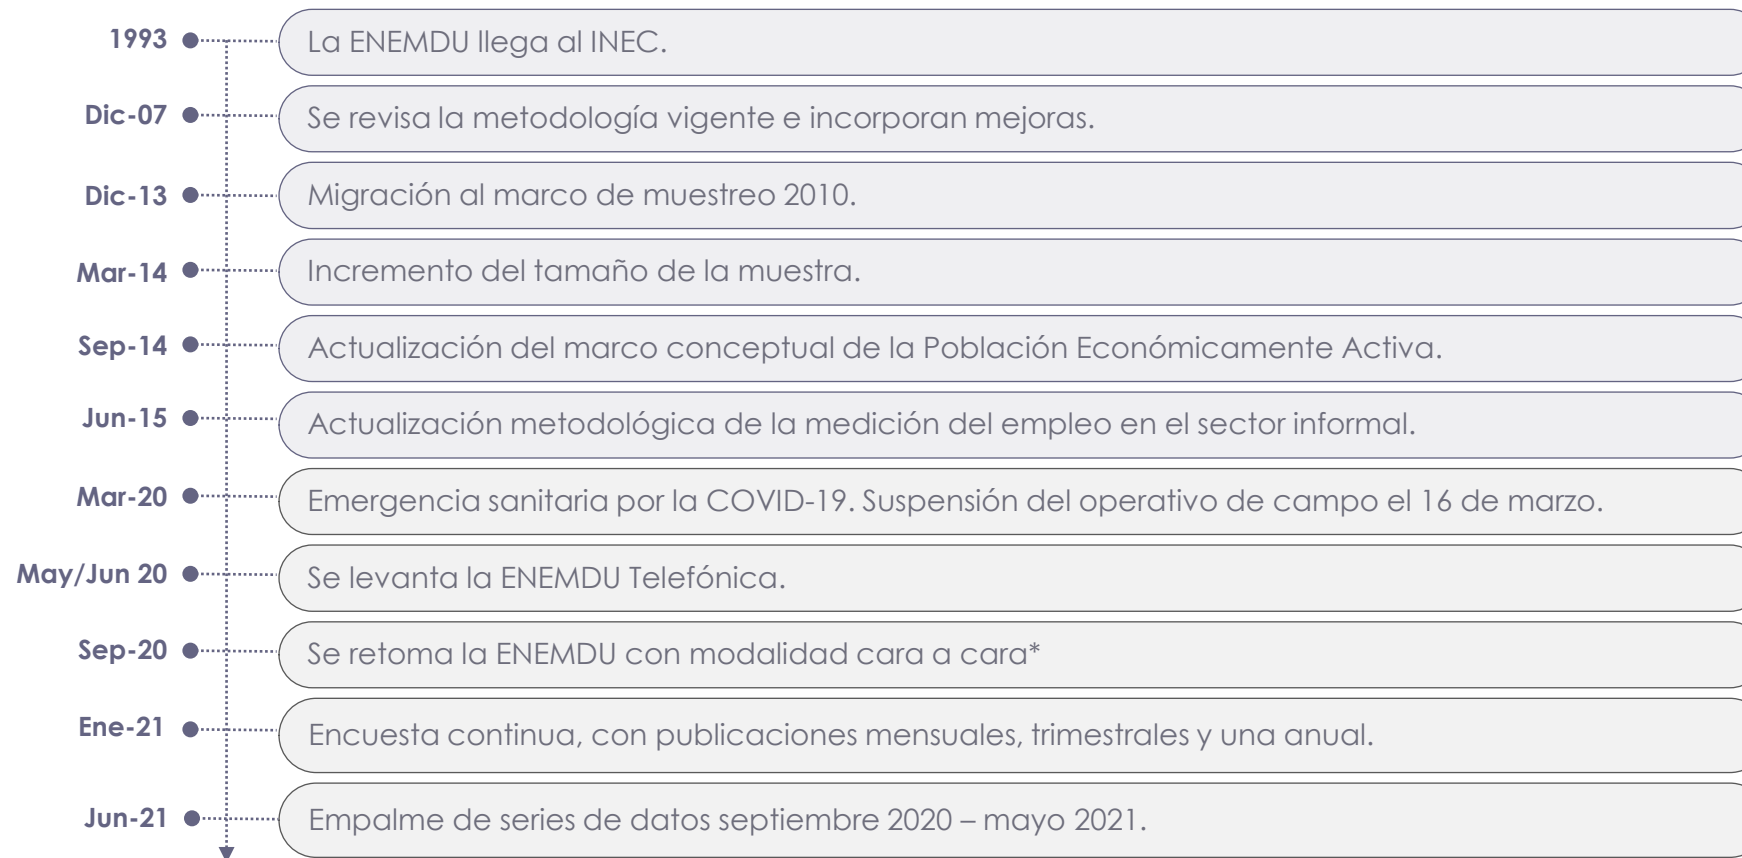 1993 La ENEMDU llega al INEC.
Dic-07 Se revisa la metodología vigente e incorporan mejoras.
Dic-13 Migración al marco de muestreo 2010.
Mar-14 Incremento del tamaño de la muestra.
Sep-14 Actualización del marco conceptual de la Población Económicamente Activa.
Jun-15 Actualización metodológica de la medición del empleo en el sector informal.
Mar-20 Emergencia sanitaria por la COVID-19. Suspensión del operativo de campo el 16 de marzo.
May/Jun 20 Se levanta la ENEMDU Telefónica.
Sep-20 Se retoma la ENEMDU con modalidad cara a cara*
Ene-21 Encuesta continua, con publicaciones mensuales, trimestrales y una anual.
Jun-21 Empalme de series de datos septiembre 2020 – mayo 2021.